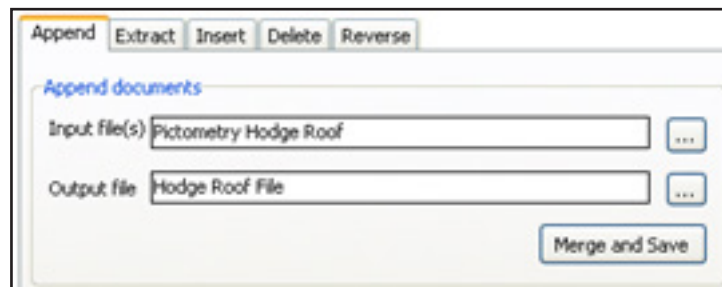 Append Extract Insert Delete Reverse
Append documents
Input file(s) Pictometry Hodge Roof ...
Output file Hodge Roof File ...
Merge and Save